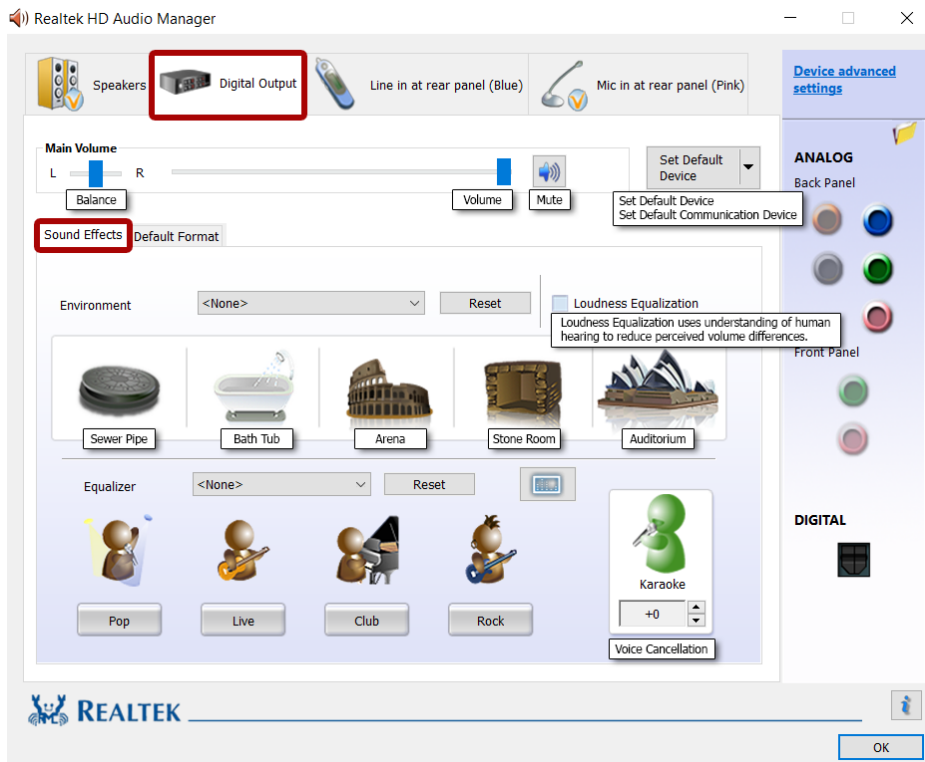 Realtek HD Audio Manager
Speakers
Digital Output
Line in at rear panel (Blue)
Mic in at rear panel (Pink)
Device advanced
settings
Main Volume
L
R
Balance
Volume
Mute
Set Default
Device
Set Default Device
Set Default Communication Device
ANALOG
Back Panel
Sound Effects
Default Format
Environment
<None>
Reset
Loudness Equalization
Loudness Equalization uses understanding of human
hearing to reduce perceived volume differences.
Front Panel
Sewer Pipe
Bath Tub
Arena
Stone Room
Auditorium
Equalizer
<None>
Reset
Karaoke
+0
Voice Cancellation
Pop
Live
Club
Rock
DIGITAL
REALTEK
OK